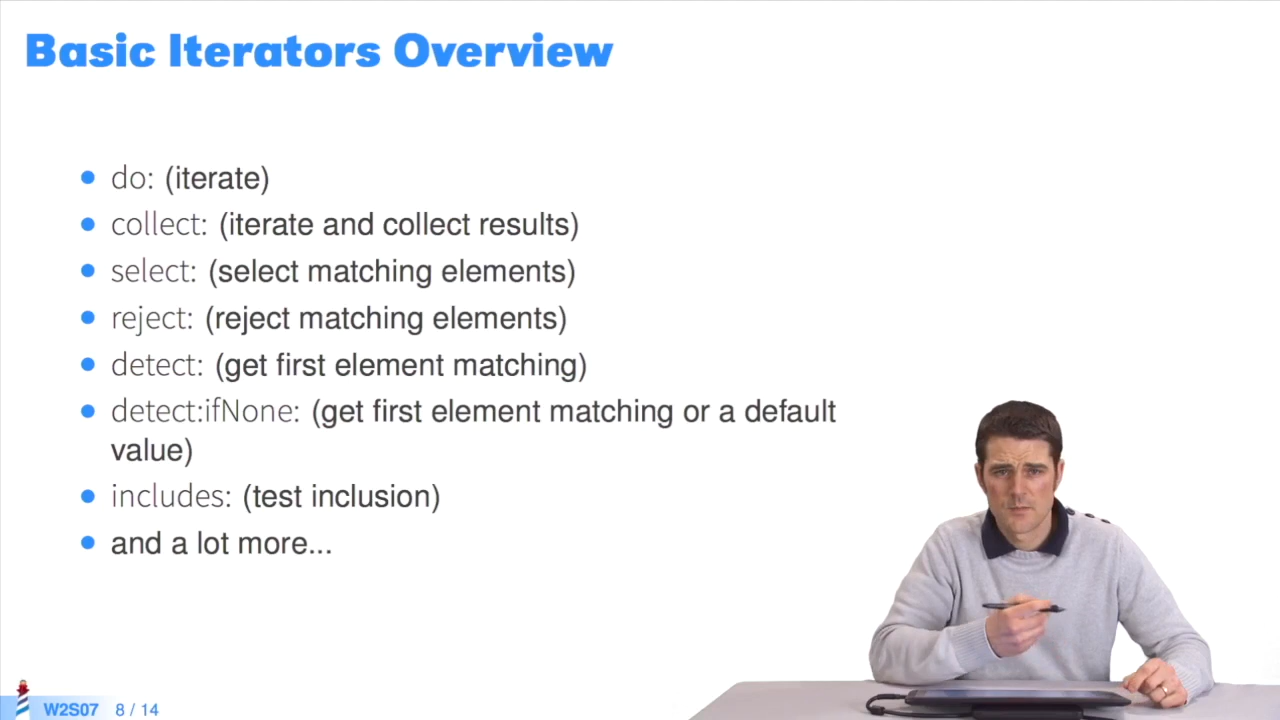 Basic Iterators Overview
do: (iterate)
collect: (iterate and collect results)
select: (select matching elements)
reject: (reject matching elements)
detect: (get first element matching)
detect:ifNone: (get first element matching or a default
value)
includes: (test inclusion)
and a lot more...
W2S07 8 / 14